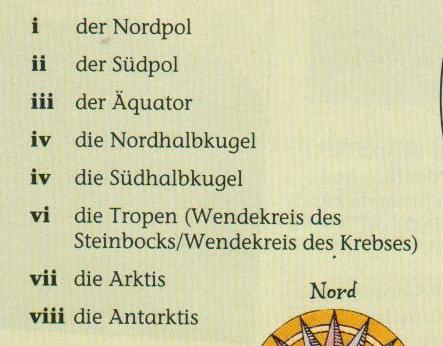 i der Nordpol
ii der Südpol
iii der Äquator
iv die Nordhalbkugel
iv die Südhalbkugel
vi die Tropen (Wendekreis des
Steinbocks/Wendekreis des Krebses)
vii die Arktis
viii die Antarktis
Nord